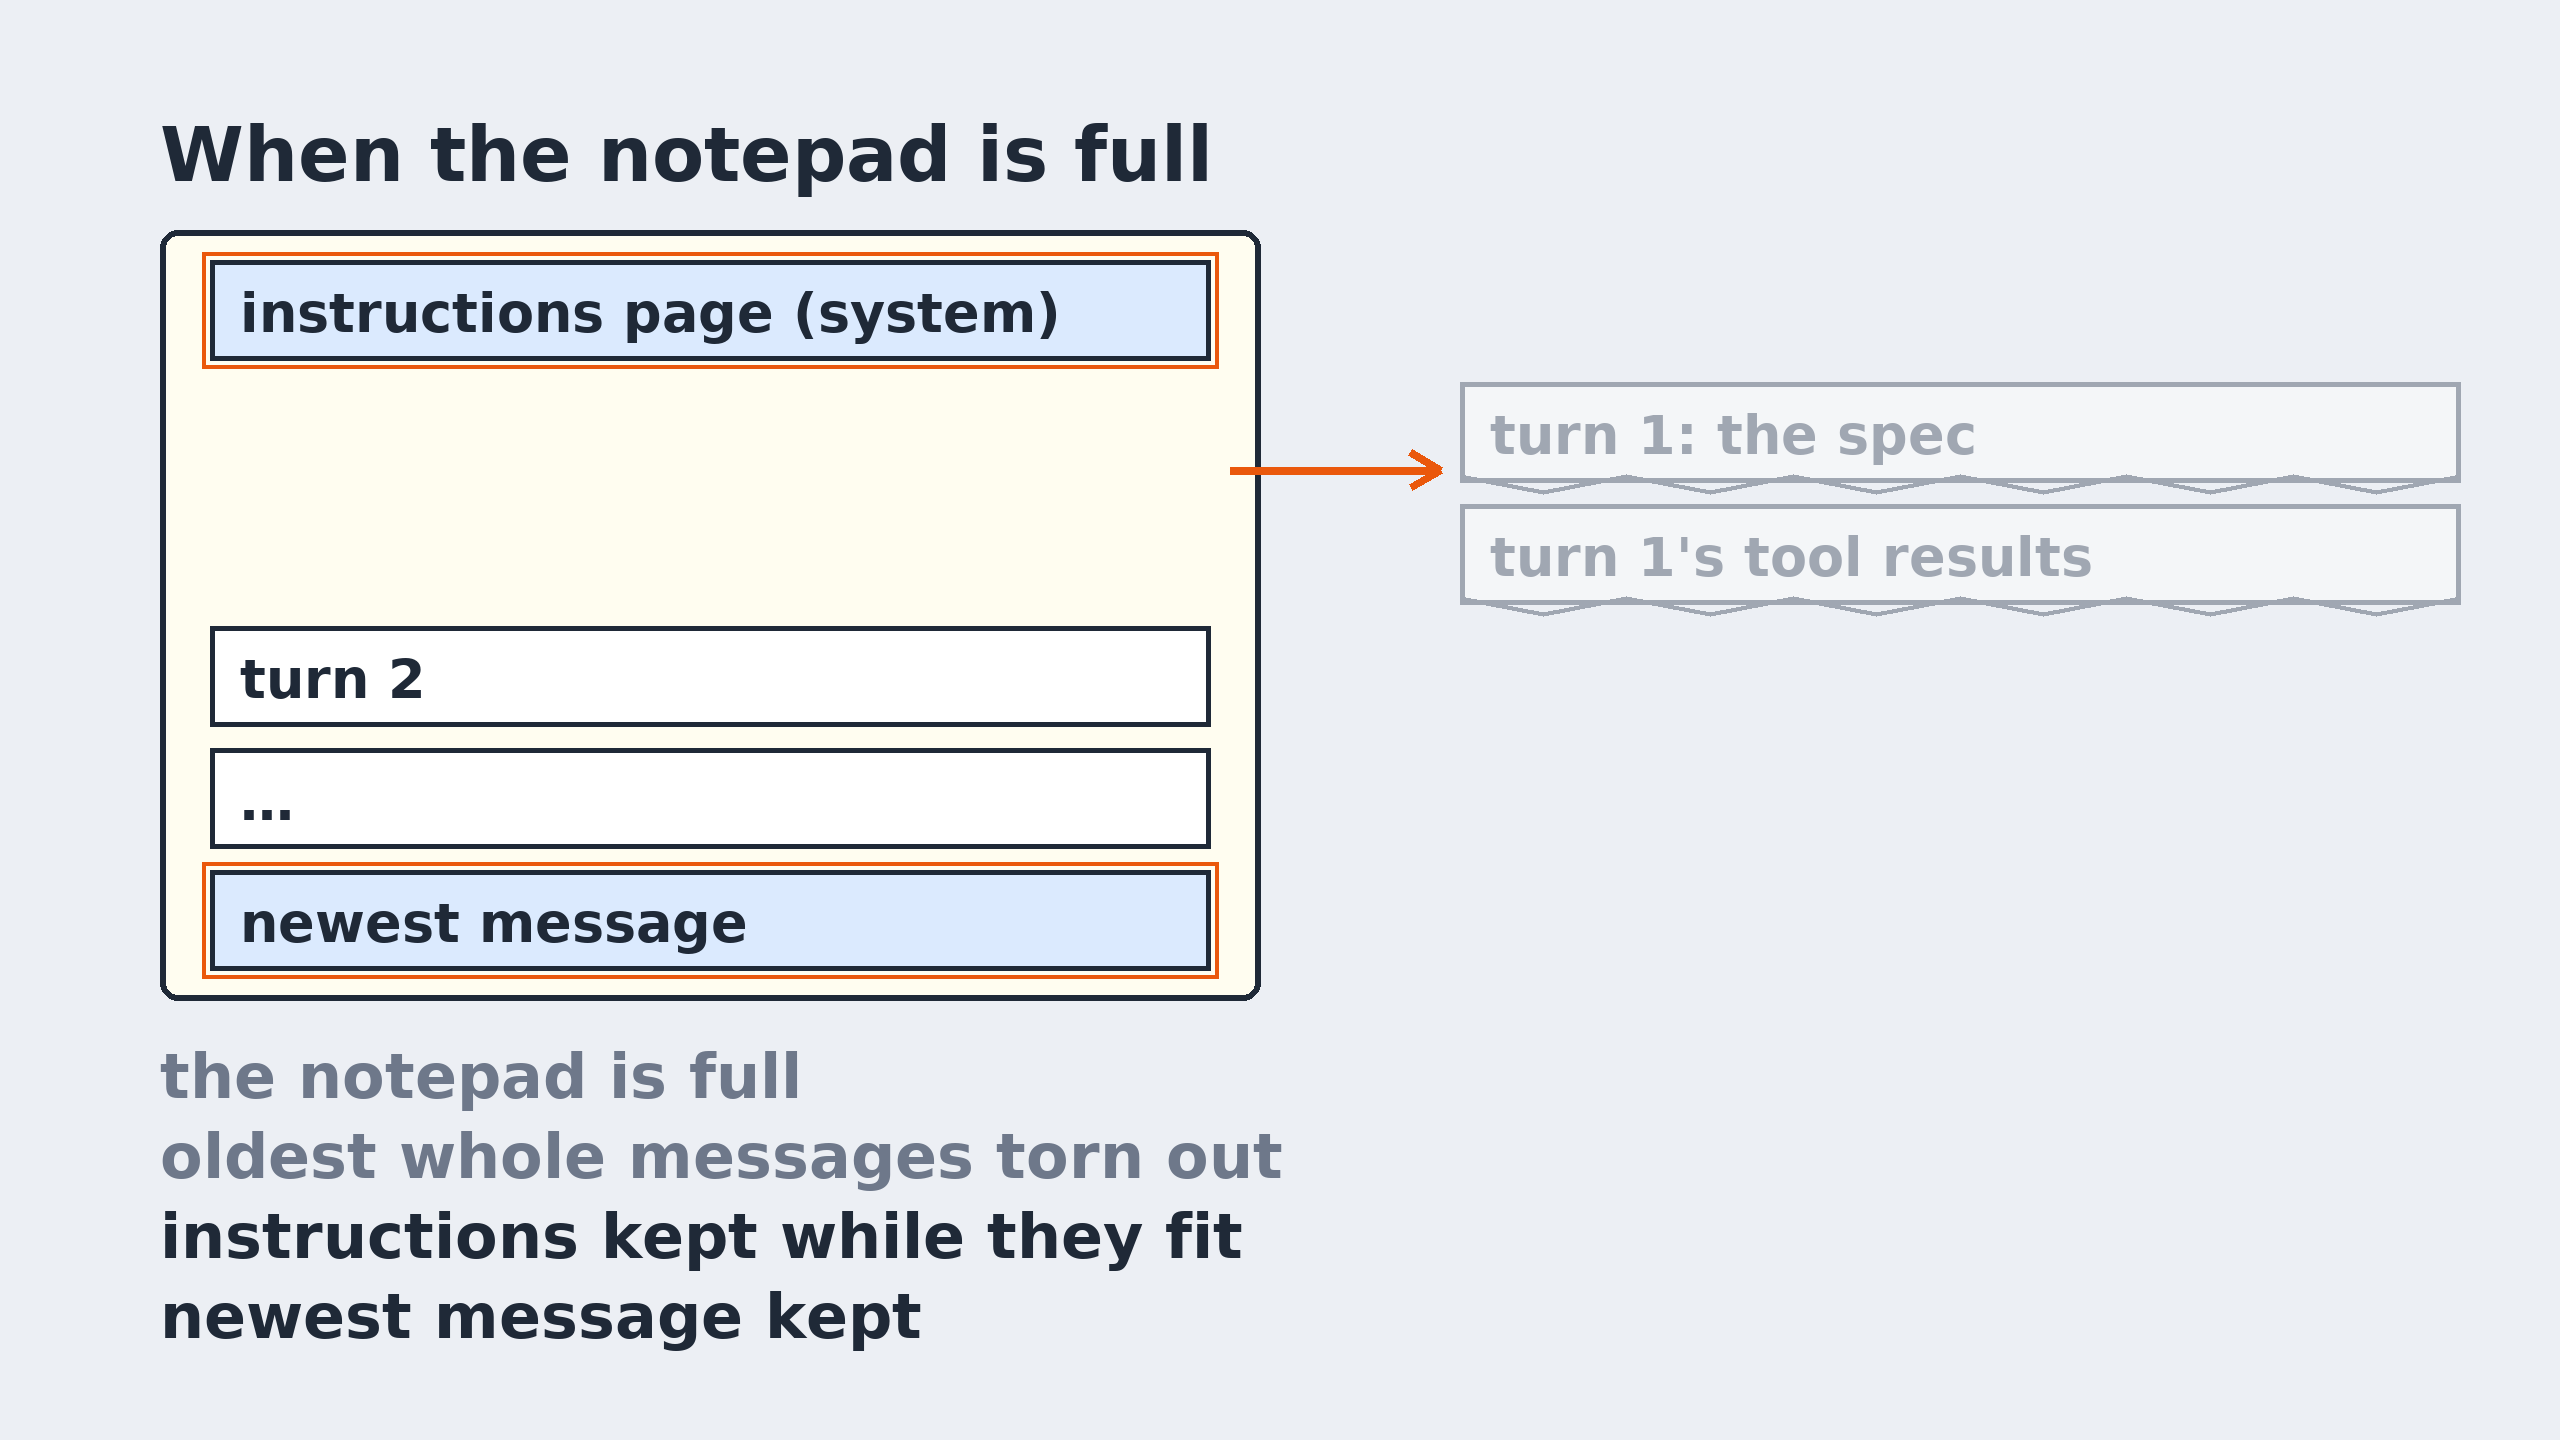 When the notepad is full
instructions page (system)
turn 1: the spec
turn 1's tool results
turn 2
…
newest message
the notepad is full
oldest whole messages torn out
instructions kept while they fit
newest message kept